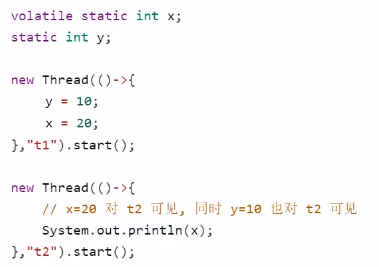 volatile static int x;
static int y;
new Thread(()->{
y = 10;
x = 20;
},"t1").start();
new Thread(()->{
// x=20 对 t2 可见, 同时 y=10 也对 t2 可见
System.out.println(x);
},"t2").start();